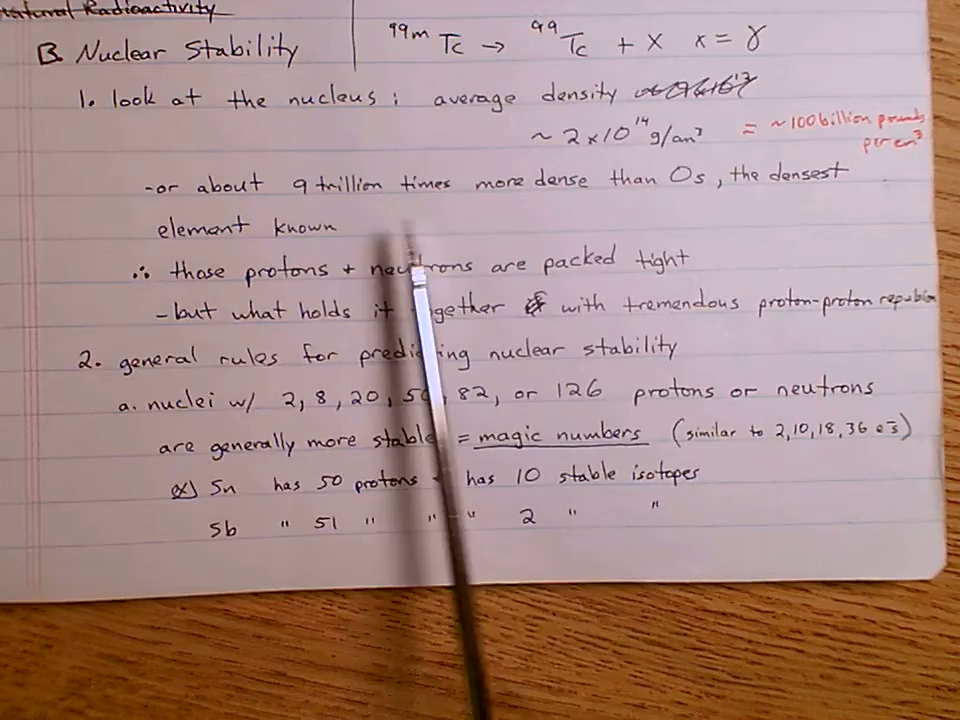 Natural Radioactivity
B Nuclear Stability
99m Tc → 99 Tc + X x = γ
1. look at the nucleus : average density
~ 2 x 10^14 g/cm³ = ~100 billion pounds per cm³
-or about 9 trillion times more dense than Os, the densest
element known
∴ those protons + neutrons are packed tight
-but what holds it together with tremendous proton-proton repulsion
2. general rules for predicting nuclear stability
a. nuclei w/ 2, 8, 20, 50, 82, or 126 protons or neutrons
are generally more stable = magic numbers (similar to 2,10,18,36 e⁻s)
ex) Sn has 50 protons has 10 stable isotopes
Sb " 51 " " " 2 " "